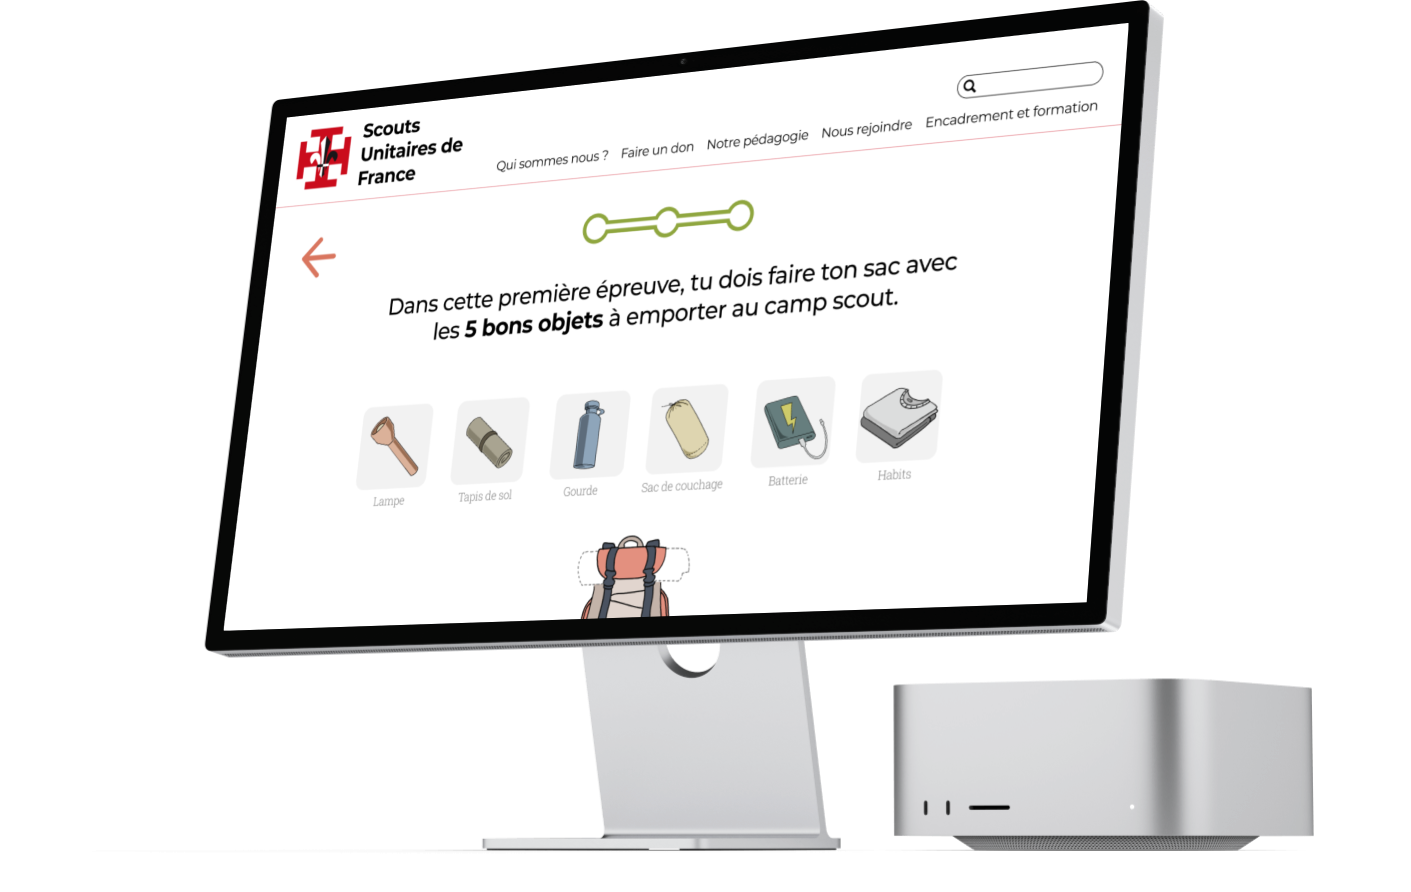 Scouts
Unitaires de
France
Qui sommes nous ? Faire un don Notre pédagogie Nous rejoindre Encadrement et formation
Dans cette première épreuve, tu dois faire ton sac avec
les 5 bons objets à emporter au camp scout.
Lampe Tapis de sol Gourde Sac de couchage Batterie Habits